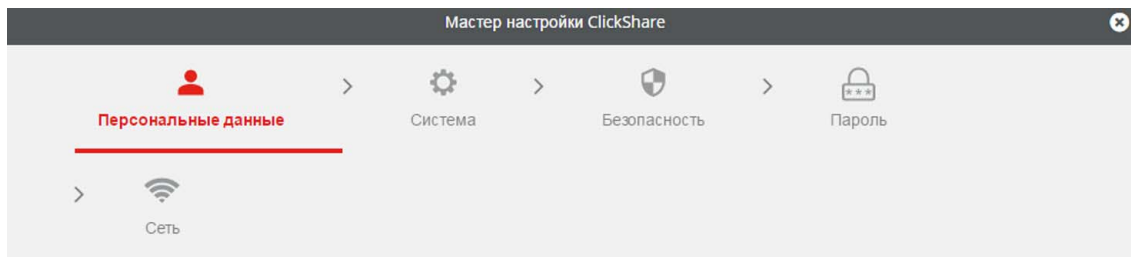 Мастер настройки ClickShare
Персональные данные
Система
Безопасность
Пароль
Сеть